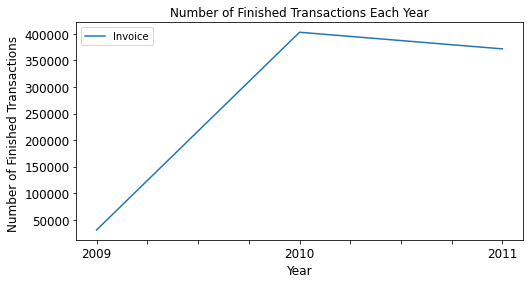 Number of Finished Transactions Each Year
Invoice
Number of Finished Transactions
400000
350000
300000
250000
200000
150000
100000
50000
2009
2010
2011
Year